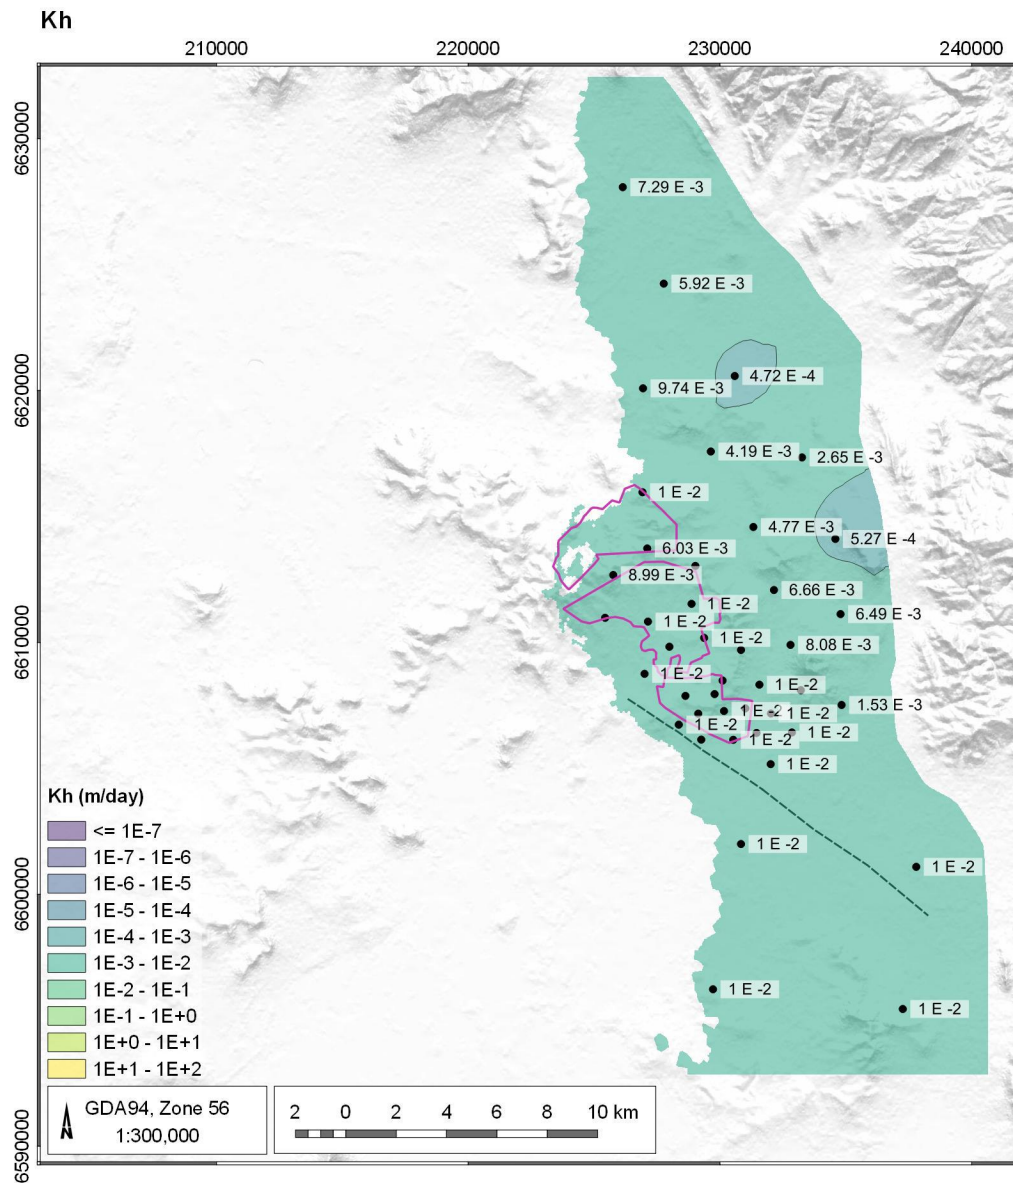 Kh
210000 220000 230000 240000
6630000
6620000
6610000
6600000
6590000
7.29 E -3
5.92 E -3
4.72 E -4
9.74 E -3
4.19 E -3
2.65 E -3
1 E -2
4.77 E -3
5.27 E -4
6.03 E -3
8.99 E -3
6.66 E -3
1 E -2
6.49 E -3
1 E -2
1 E -2
8.08 E -3
1 E -2
1 E -2
1.53 E -3
1 E -2
1 E -2
1 E -2
1 E -2
1 E -2
1 E -2
1 E -2
1 E -2
1 E -2
1 E -2
Kh (m/day)
<= 1E-7
1E-7 - 1E-6
1E-6 - 1E-5
1E-5 - 1E-4
1E-4 - 1E-3
1E-3 - 1E-2
1E-2 - 1E-1
1E-1 - 1E+0
1E+0 - 1E+1
1E+1 - 1E+2
N
GDA94, Zone 56
1:300,000
2 0 2 4 6 8 10 km